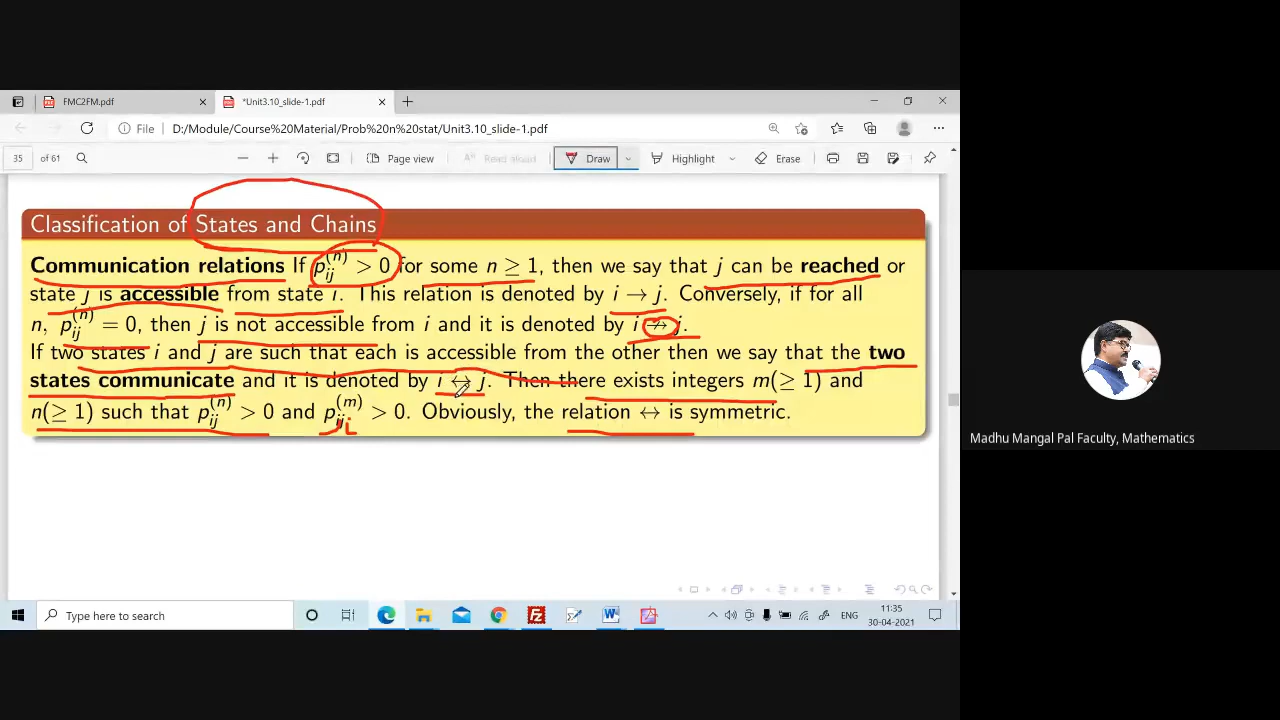 FMC2FM.pdf
*Unit3.10_slide-1.pdf
File
D:/Module/Course%20Material/Prob%20n%20stat/Unit3.10_slide-1.pdf
35 of 61
Page view
Read aloud
Draw
Highlight
Erase
Classification of States and Chains
Communication relations If p_{ij}^{(n)} > 0 for some n ≥ 1, then we say that j can be reached or
state j is accessible from state i. This relation is denoted by i → j. Conversely, if for all
n, p_{ij}^{(n)} = 0, then j is not accessible from i and it is denoted by i ↛ j.
If two states i and j are such that each is accessible from the other then we say that the two
states communicate and it is denoted by i ↔ j. Then there exists integers m(≥ 1) and
n(≥ 1) such that p_{ij}^{(n)} > 0 and p_{ij}^{(m)} > 0. Obviously, the relation ↔ is symmetric.
ji
Madhu Mangal Pal Faculty, Mathematics
Type here to search
ENG
11:35
30-04-2021